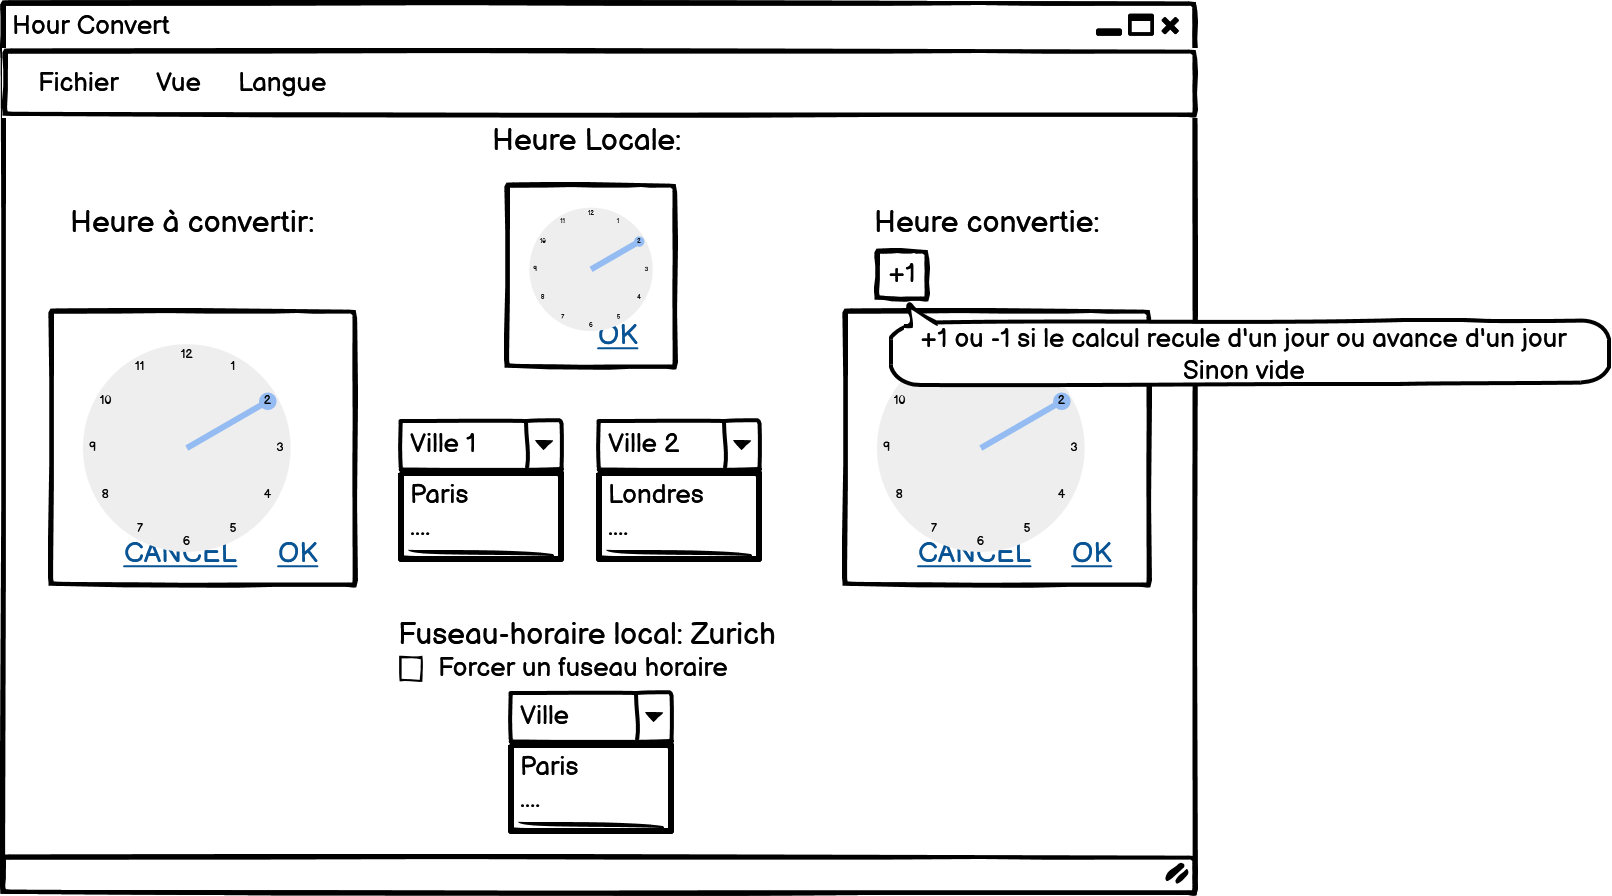 Hour Convert
Fichier Vue Langue
Heure Locale:
12
11 1
10 2
9 3
8 4
7 5
6
OK
Heure à convertir:
12
11 1
10 2
9 3
8 4
7 5
6
CANCEL OK
Ville 1
Paris
....
Ville 2
Londres
....
Heure convertie:
+1
+1 ou -1 si le calcul recule d'un jour ou avance d'un jour
Sinon vide
10 2
9 3
8 4
7 5
6
CANCEL OK
Fuseau-horaire local: Zurich
Forcer un fuseau horaire
Ville
Paris
....